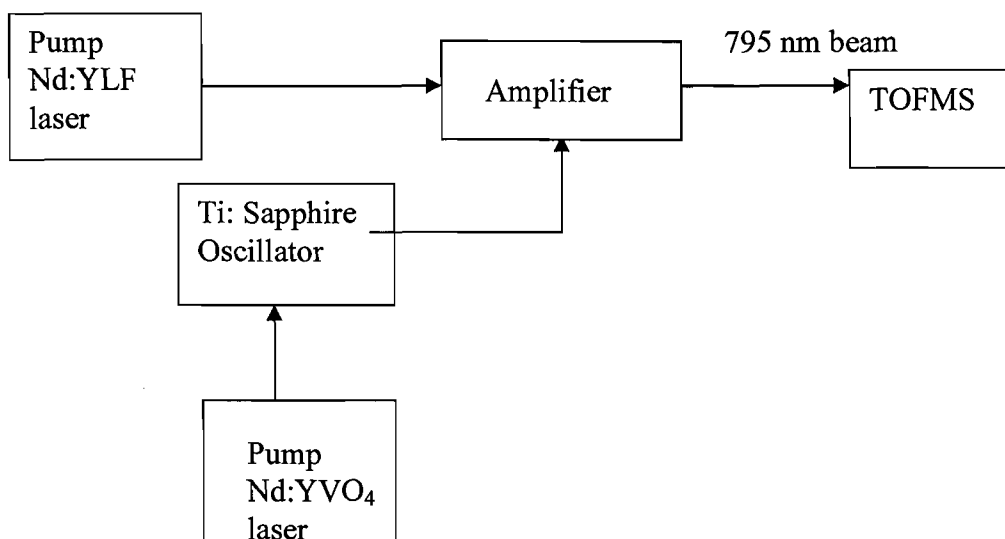 Pump
Nd:YLF
laser
Amplifier
795 nm beam
TOFMS
Ti: Sapphire
Oscillator
Pump
Nd:YVO₄
laser